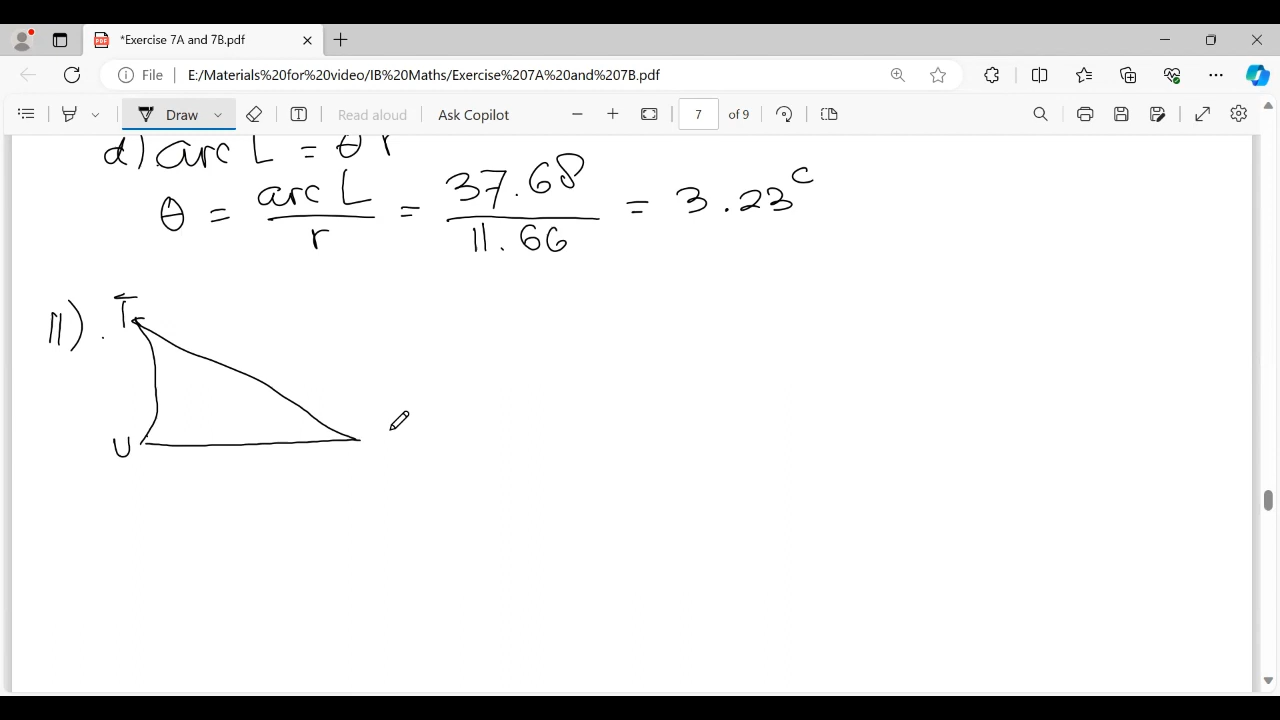 *Exercise 7A and 7B.pdf
File E:/Materials%20for%20video/IB%20Maths/Exercise%207A%20and%207B.pdf
Draw Read aloud Ask Copilot 7 of 9
d) arc L = θ r
θ = arc L / r = 37.68 / 11.66 = 3.23ᶜ
11). T
U